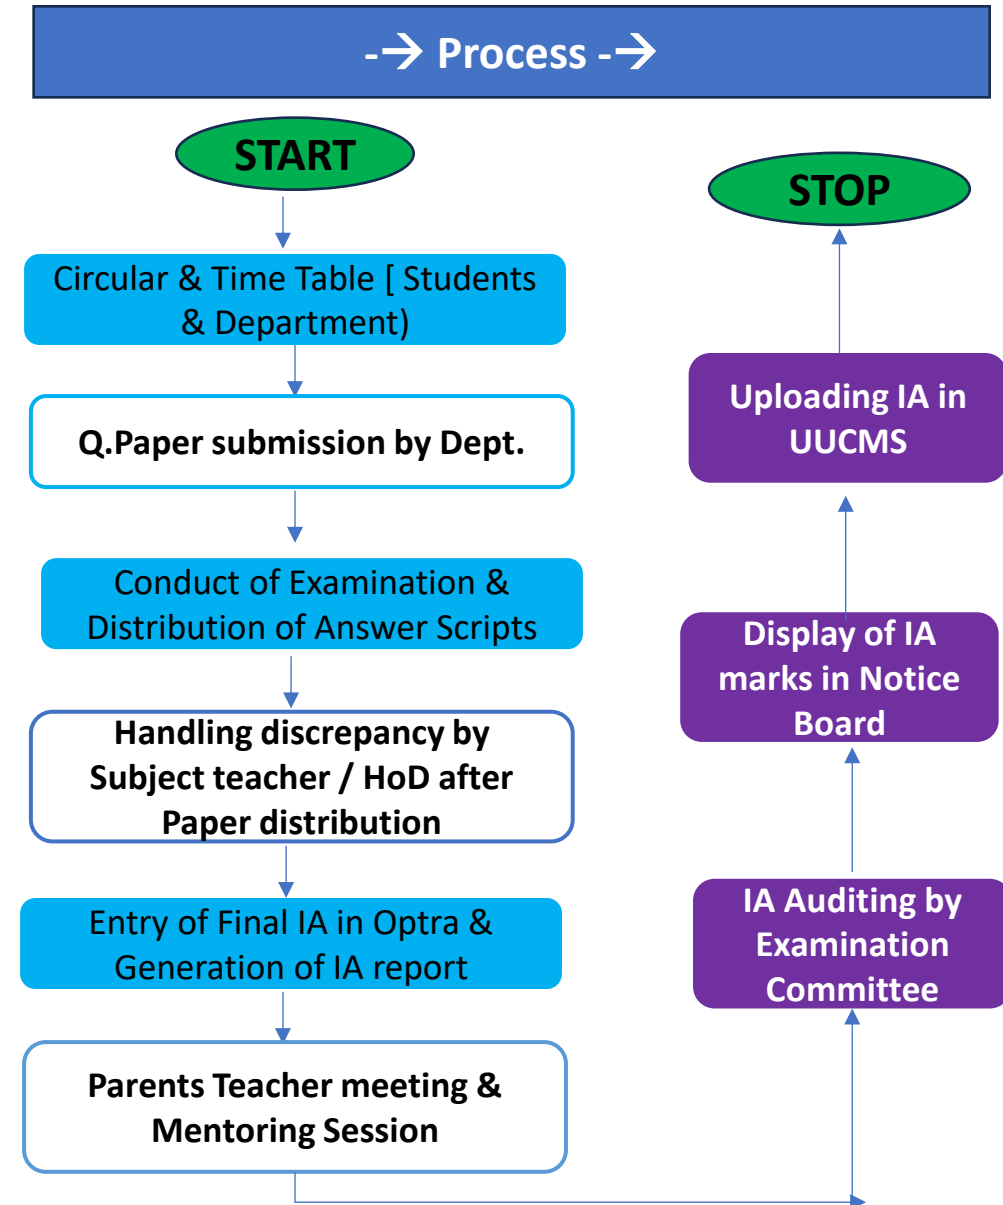 -→ Process -→
START
Circular & Time Table [ Students
& Department)
Q.Paper submission by Dept.
Conduct of Examination &
Distribution of Answer Scripts
Handling discrepancy by
Subject teacher / HoD after
Paper distribution
Entry of Final IA in Optra &
Generation of IA report
Parents Teacher meeting &
Mentoring Session
IA Auditing by
Examination
Committee
Display of IA
marks in Notice
Board
Uploading IA in
UUCMS
STOP